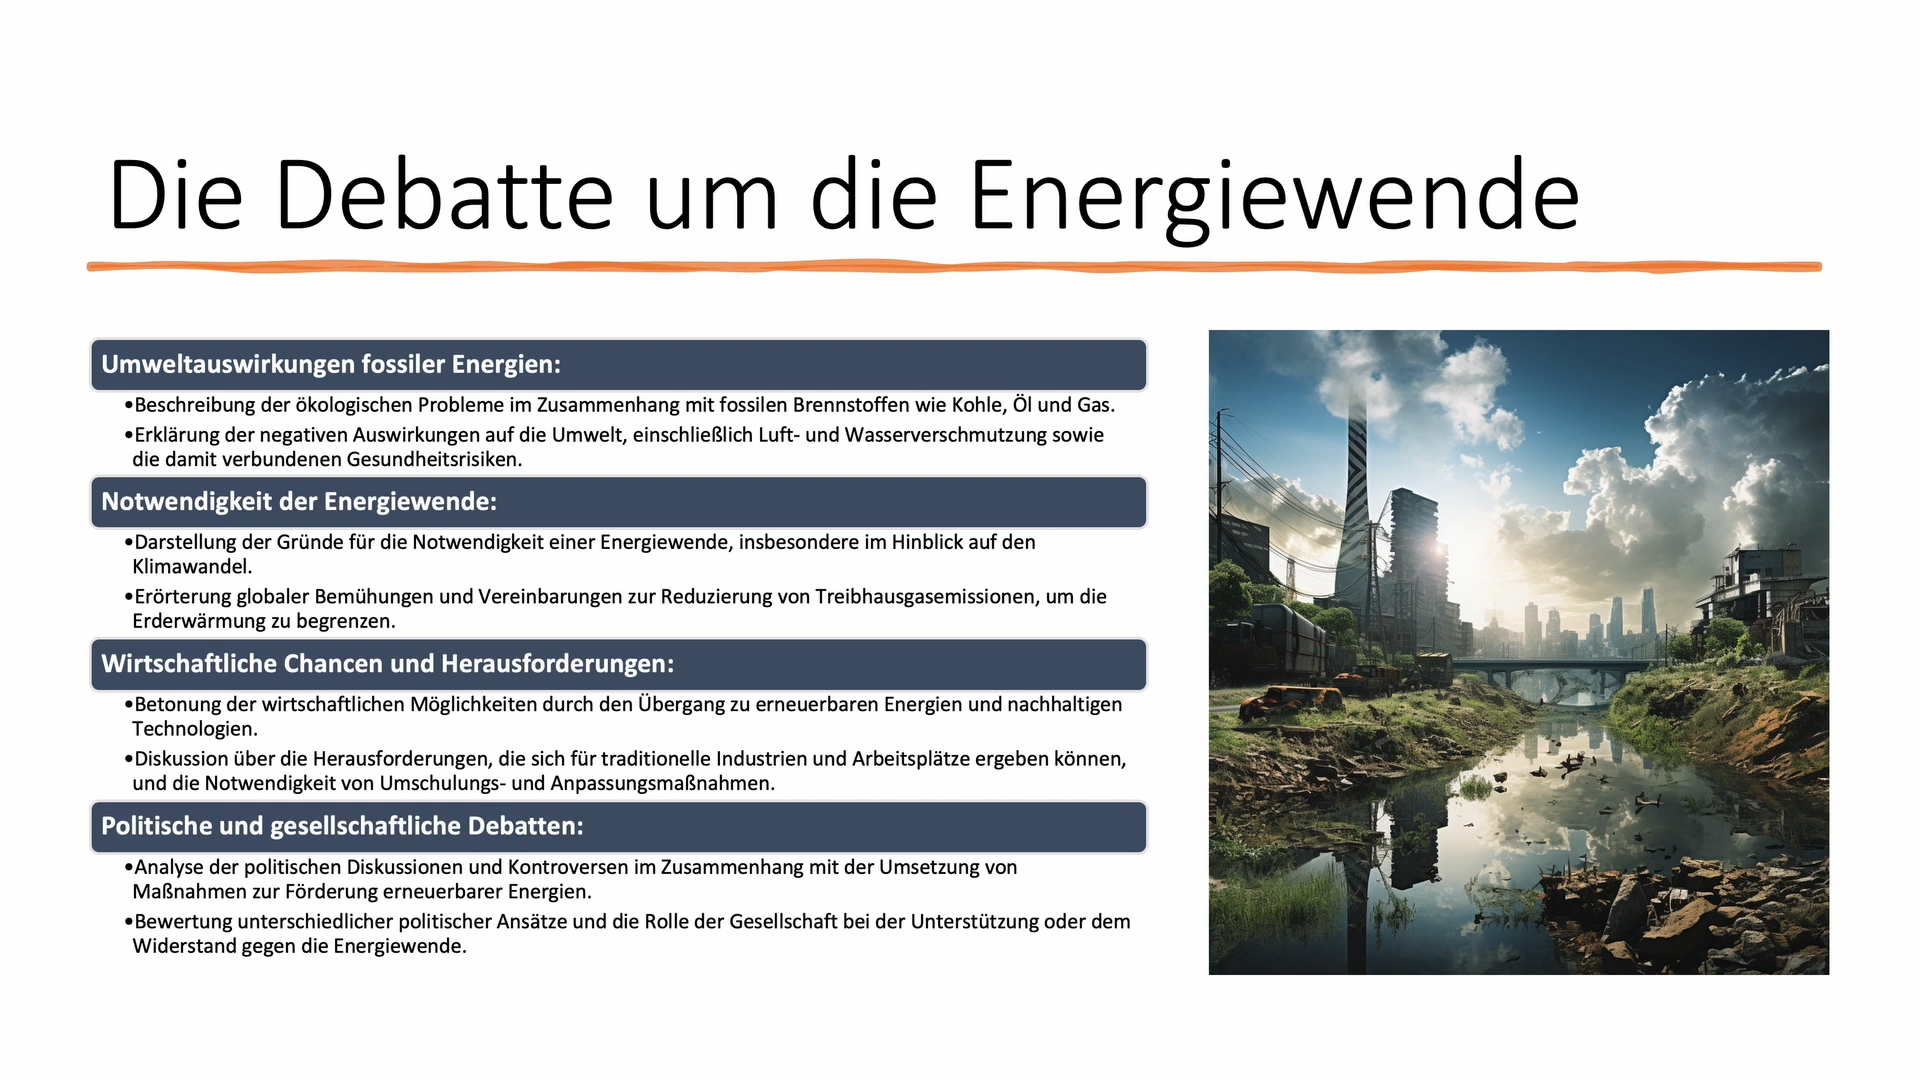 Die Debatte um die Energiewende
Umweltauswirkungen fossiler Energien:
•Beschreibung der ökologischen Probleme im Zusammenhang mit fossilen Brennstoffen wie Kohle, Öl und Gas.
•Erklärung der negativen Auswirkungen auf die Umwelt, einschließlich Luft- und Wasserverschmutzung sowie
die damit verbundenen Gesundheitsrisiken.
Notwendigkeit der Energiewende:
•Darstellung der Gründe für die Notwendigkeit einer Energiewende, insbesondere im Hinblick auf den
Klimawandel.
•Erörterung globaler Bemühungen und Vereinbarungen zur Reduzierung von Treibhausgasemissionen, um die
Erderwärmung zu begrenzen.
Wirtschaftliche Chancen und Herausforderungen:
•Betonung der wirtschaftlichen Möglichkeiten durch den Übergang zu erneuerbaren Energien und nachhaltigen
Technologien.
•Diskussion über die Herausforderungen, die sich für traditionelle Industrien und Arbeitsplätze ergeben können,
und die Notwendigkeit von Umschulungs- und Anpassungsmaßnahmen.
Politische und gesellschaftliche Debatten:
•Analyse der politischen Diskussionen und Kontroversen im Zusammenhang mit der Umsetzung von
Maßnahmen zur Förderung erneuerbarer Energien.
•Bewertung unterschiedlicher politischer Ansätze und die Rolle der Gesellschaft bei der Unterstützung oder dem
Widerstand gegen die Energiewende.